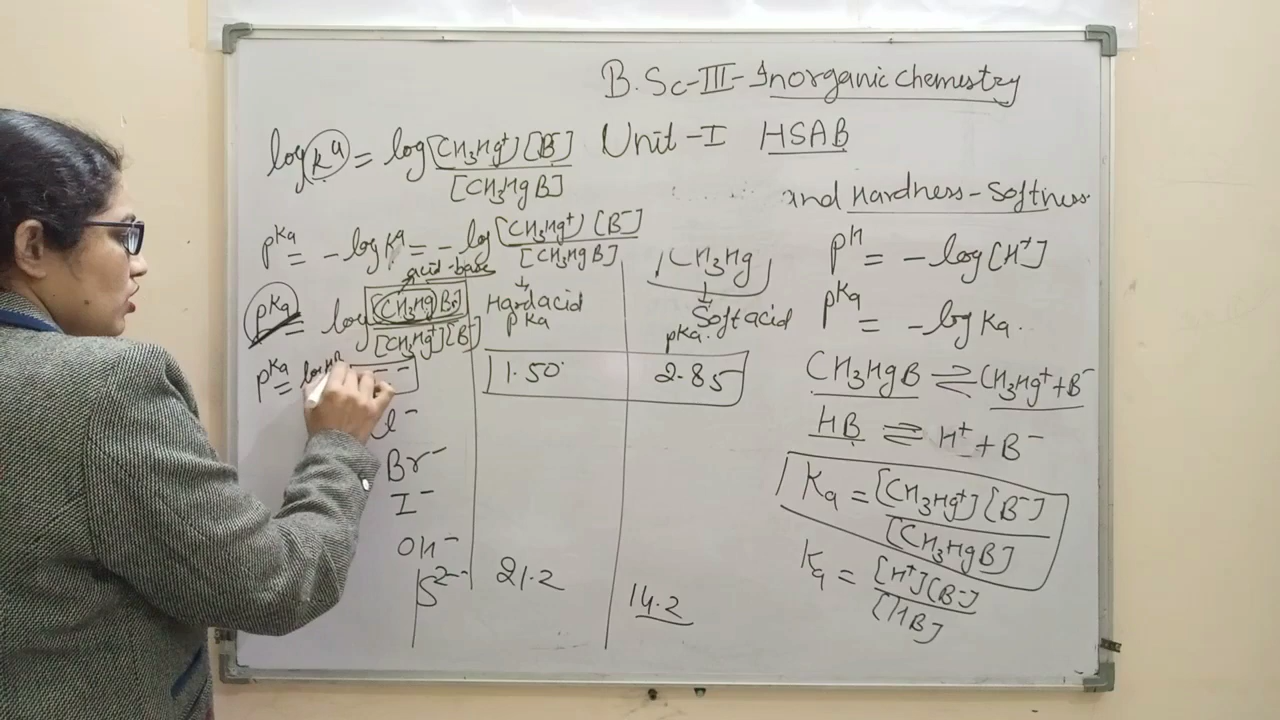 B.Sc-III-Inorganic chemistry
Unit-I HSAB
and Hardness-Softness
log Ka = log [CH3Hg+] [B-] / [CH3HgB]
pKa = -log Ka = -log [CH3Hg+] [B-] / [CH3HgB]
acid-base
pKa = log [CH3HgB] / [CH3Hg+] [B-]
pKa = log HB
Hard acid
pKa
1.50
CH3Hg
Soft acid
pKa
2.85
Br-
I-
OH-
S2-
21.2
14.2
pH = -log [H+]
pKa = -log Ka.
CH3HgB ⇌ CH3Hg+ + B-
HB ⇌ H+ + B-
Ka = [CH3Hg+] [B-] / [CH3HgB]
Ka = [H+] [B-] / [HB]